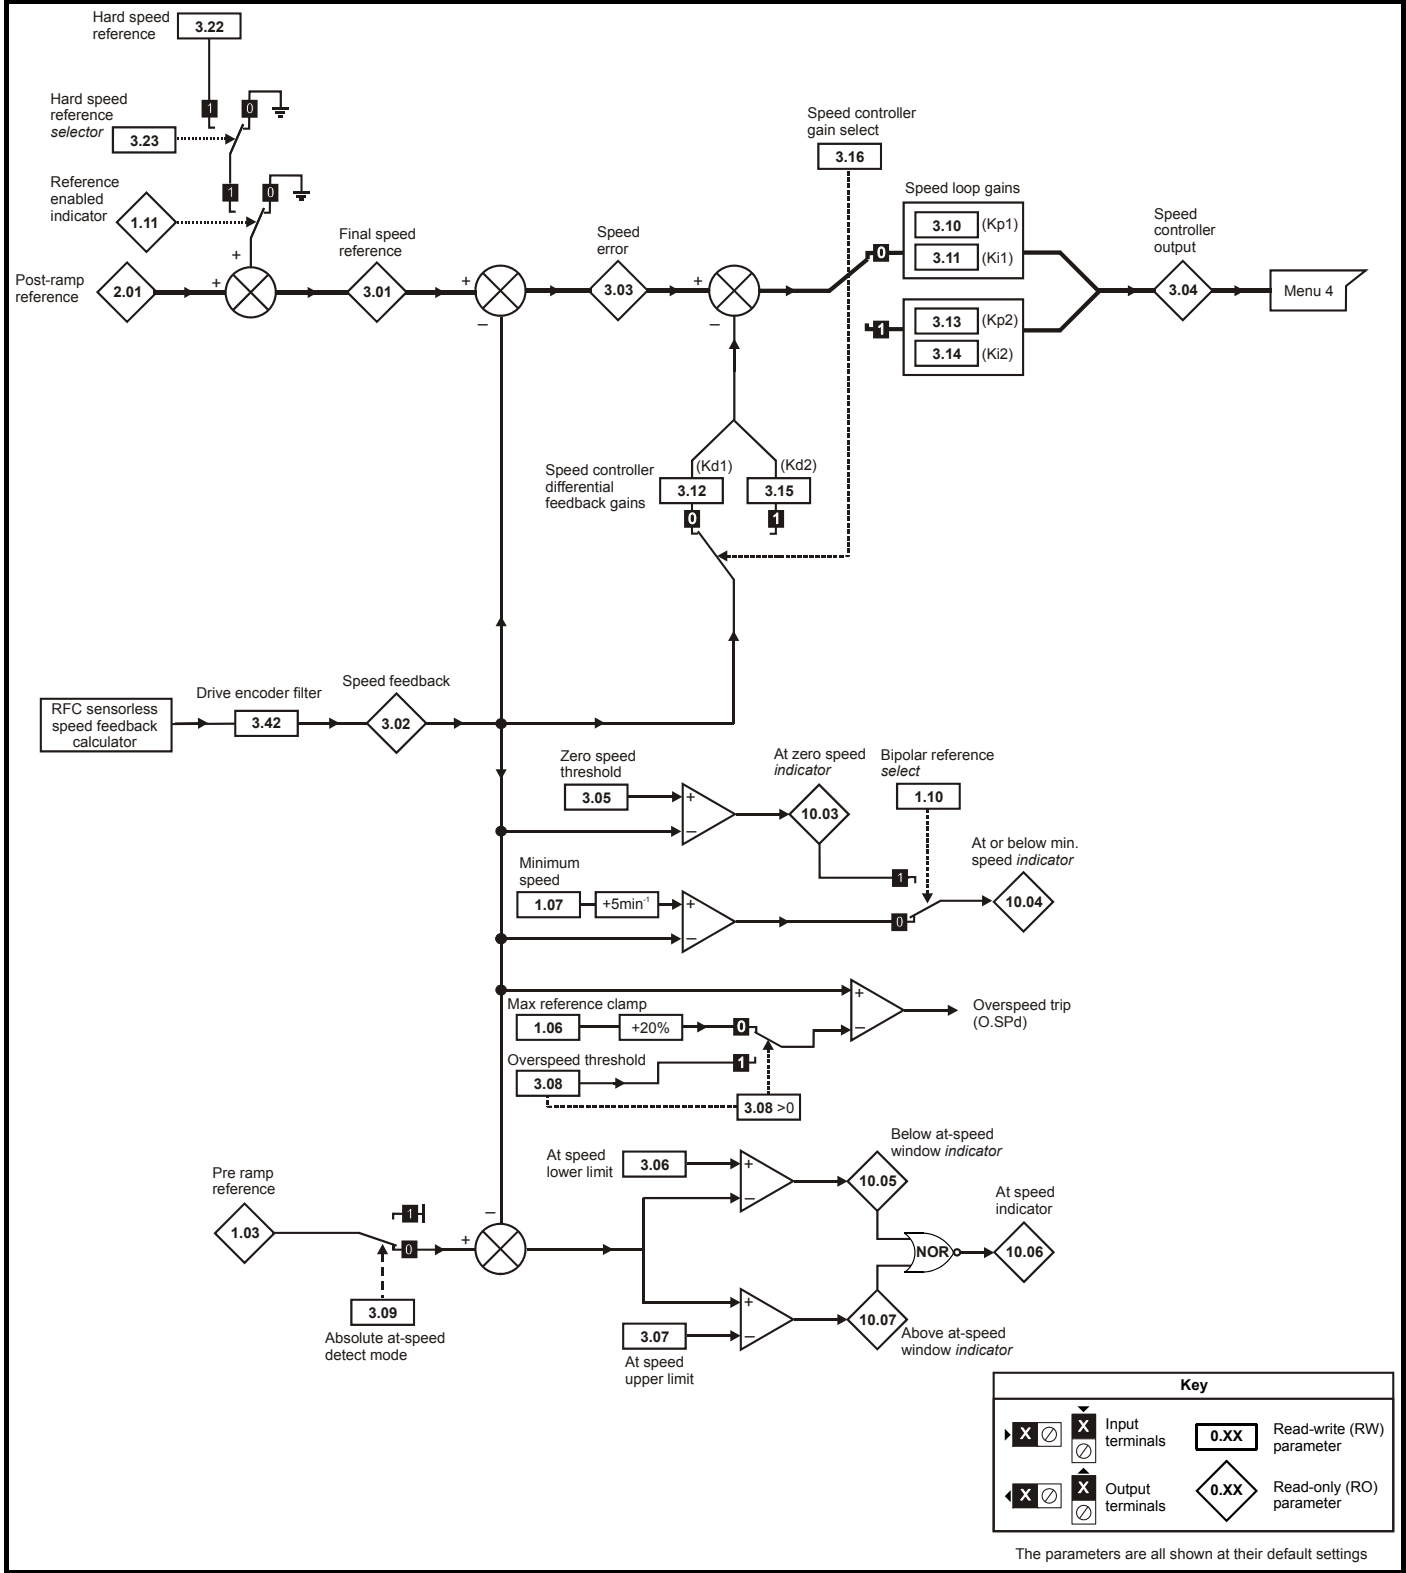 Hard speed
reference
3.22
1
0
Hard speed
reference
selector
3.23
Reference
enabled
indicator
1.11
1
0
+
Post-ramp
reference
2.01
+
Final speed
reference
3.01
+
–
Speed
error
3.03
+
–
Speed controller
gain select
3.16
Speed loop gains
0
3.10 (Kp1)
3.11 (Ki1)
1
3.13 (Kp2)
3.14 (Ki2)
Speed
controller
output
3.04
Menu 4
Speed controller
differential
feedback gains
(Kd1)
3.12
0
(Kd2)
3.15
1
RFC sensorless
speed feedback
calculator
Drive encoder filter
3.42
Speed feedback
3.02
Zero speed
threshold
3.05
+
–
At zero speed
indicator
10.03
Bipolar reference
select
1.10
1
0
At or below min.
speed indicator
10.04
Minimum
speed
1.07
+5min-1
+
–
Max reference clamp
1.06
+20%
0
Overspeed threshold
3.08
1
3.08 >0
+
–
Overspeed trip
(O.SPd)
Pre ramp
reference
1.03
1
0
3.09
Absolute at-speed
detect mode
+
–
At speed
lower limit
3.06
+
–
Below at-speed
window indicator
10.05
NOR
At speed
indicator
10.06
3.07
At speed
upper limit
+
–
10.07
Above at-speed
window indicator
Key
X
X
Input
terminals
0.XX
Read-write (RW)
parameter
X
X
Output
terminals
0.XX
Read-only (RO)
parameter
The parameters are all shown at their default settings